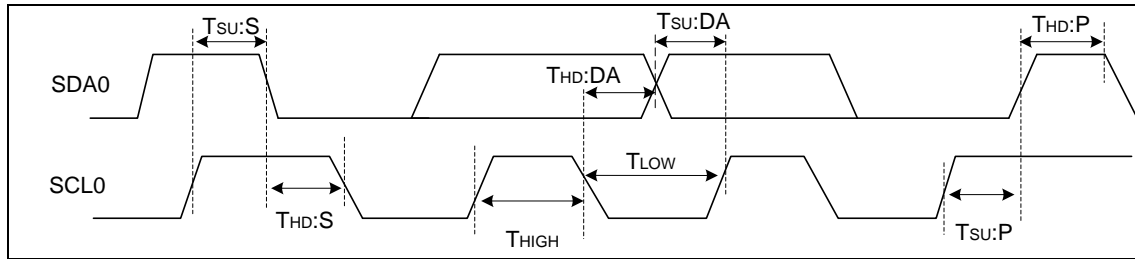 TSU:S
TSU:DA
THD:P
SDA0
THD:DA
SCL0
TLOW
THD:S
THIGH
TSU:P